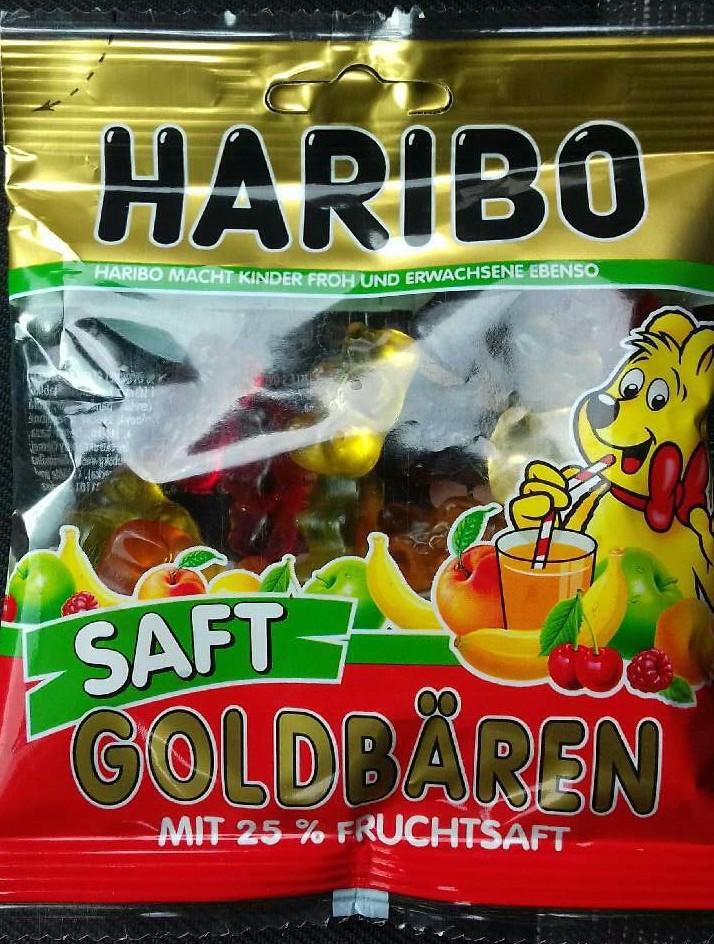 HARIBO
HARIBO MACHT KINDER FROH UND ERWACHSENE EBENSO
SAFT
GOLDBÄREN
MIT 25 % FRUCHTSAFT